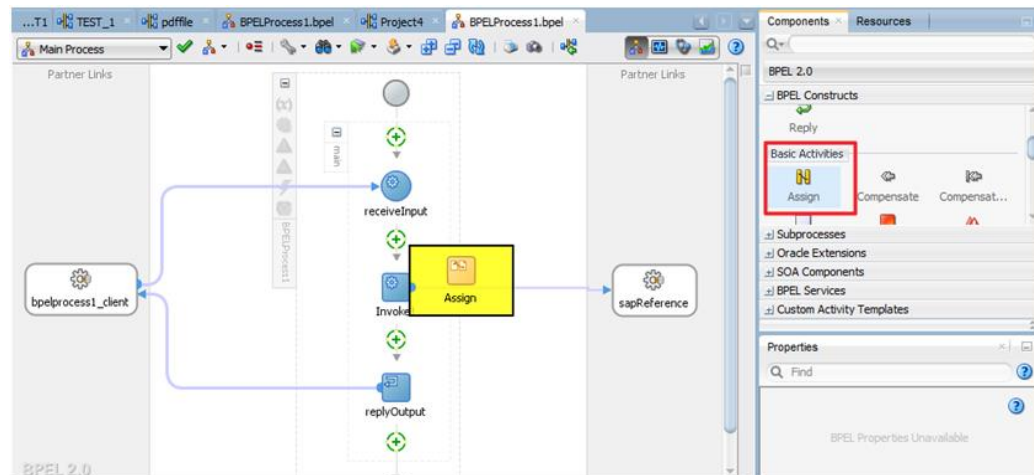 ...T1
TEST_1
pdffile
BPELProcess1.bpel
Project4
BPELProcess1.bpel
Components
Resources
Main Process
BPEL 2.0
BPEL Constructs
Reply
Basic Activities
Assign
Compensate
Compensat...
Subprocesses
Oracle Extensions
SOA Components
BPEL Services
Custom Activity Templates
Properties
Find
BPEL Properties Unavailable
Partner Links
Partner Links
main
BPELProcess1
receiveInput
bpelprocess1_client
Invoke
Assign
sapReference
replyOutput
BPEL 2.0